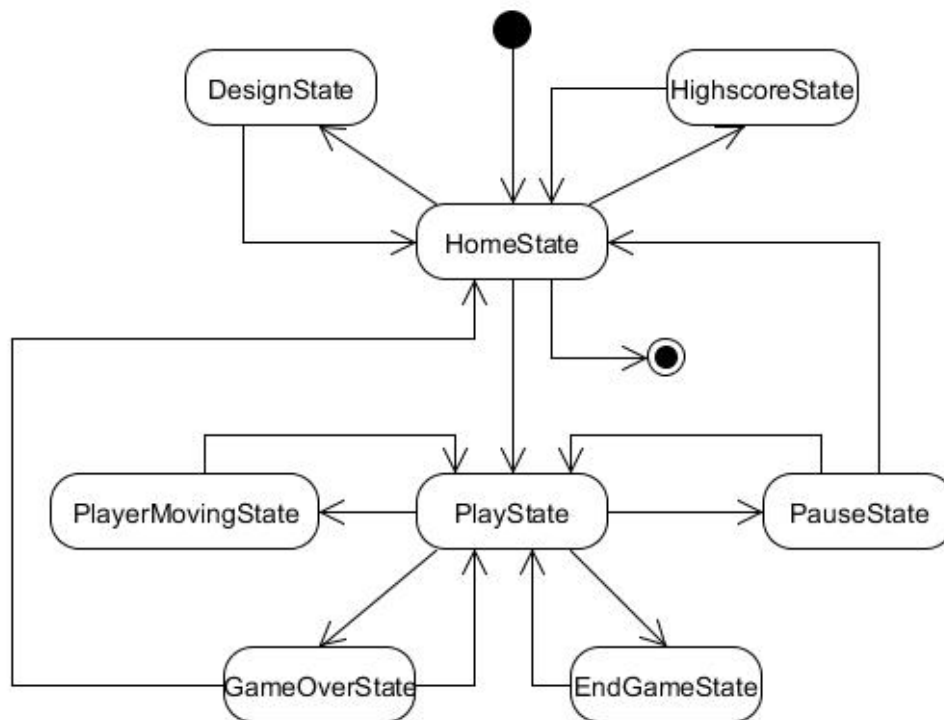 DesignState
HighscoreState
HomeState
PlayerMovingState
PlayState
PauseState
GameOverState
EndGameState